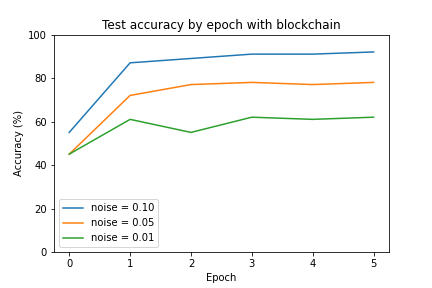 Test accuracy by epoch with blockchain
100
80
60
40
20
0
Accuracy (%)
noise = 0.10
noise = 0.05
noise = 0.01
0 1 2 3 4 5
Epoch